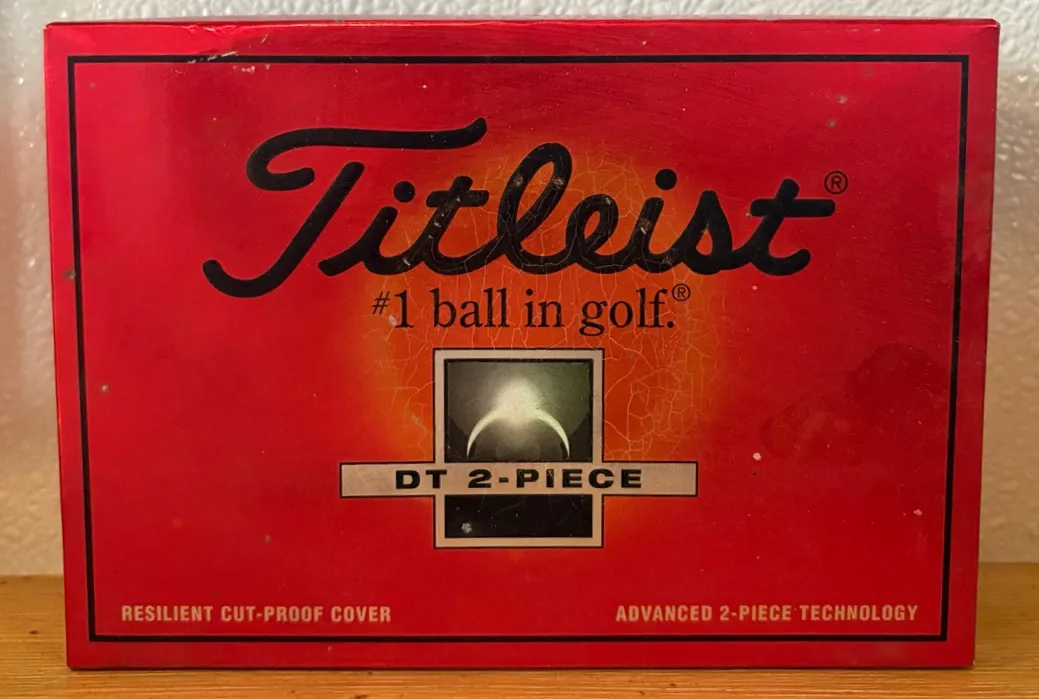 Titleist®
#1 ball in golf.®
DT 2-PIECE
RESILIENT CUT-PROOF COVER
ADVANCED 2-PIECE TECHNOLOGY